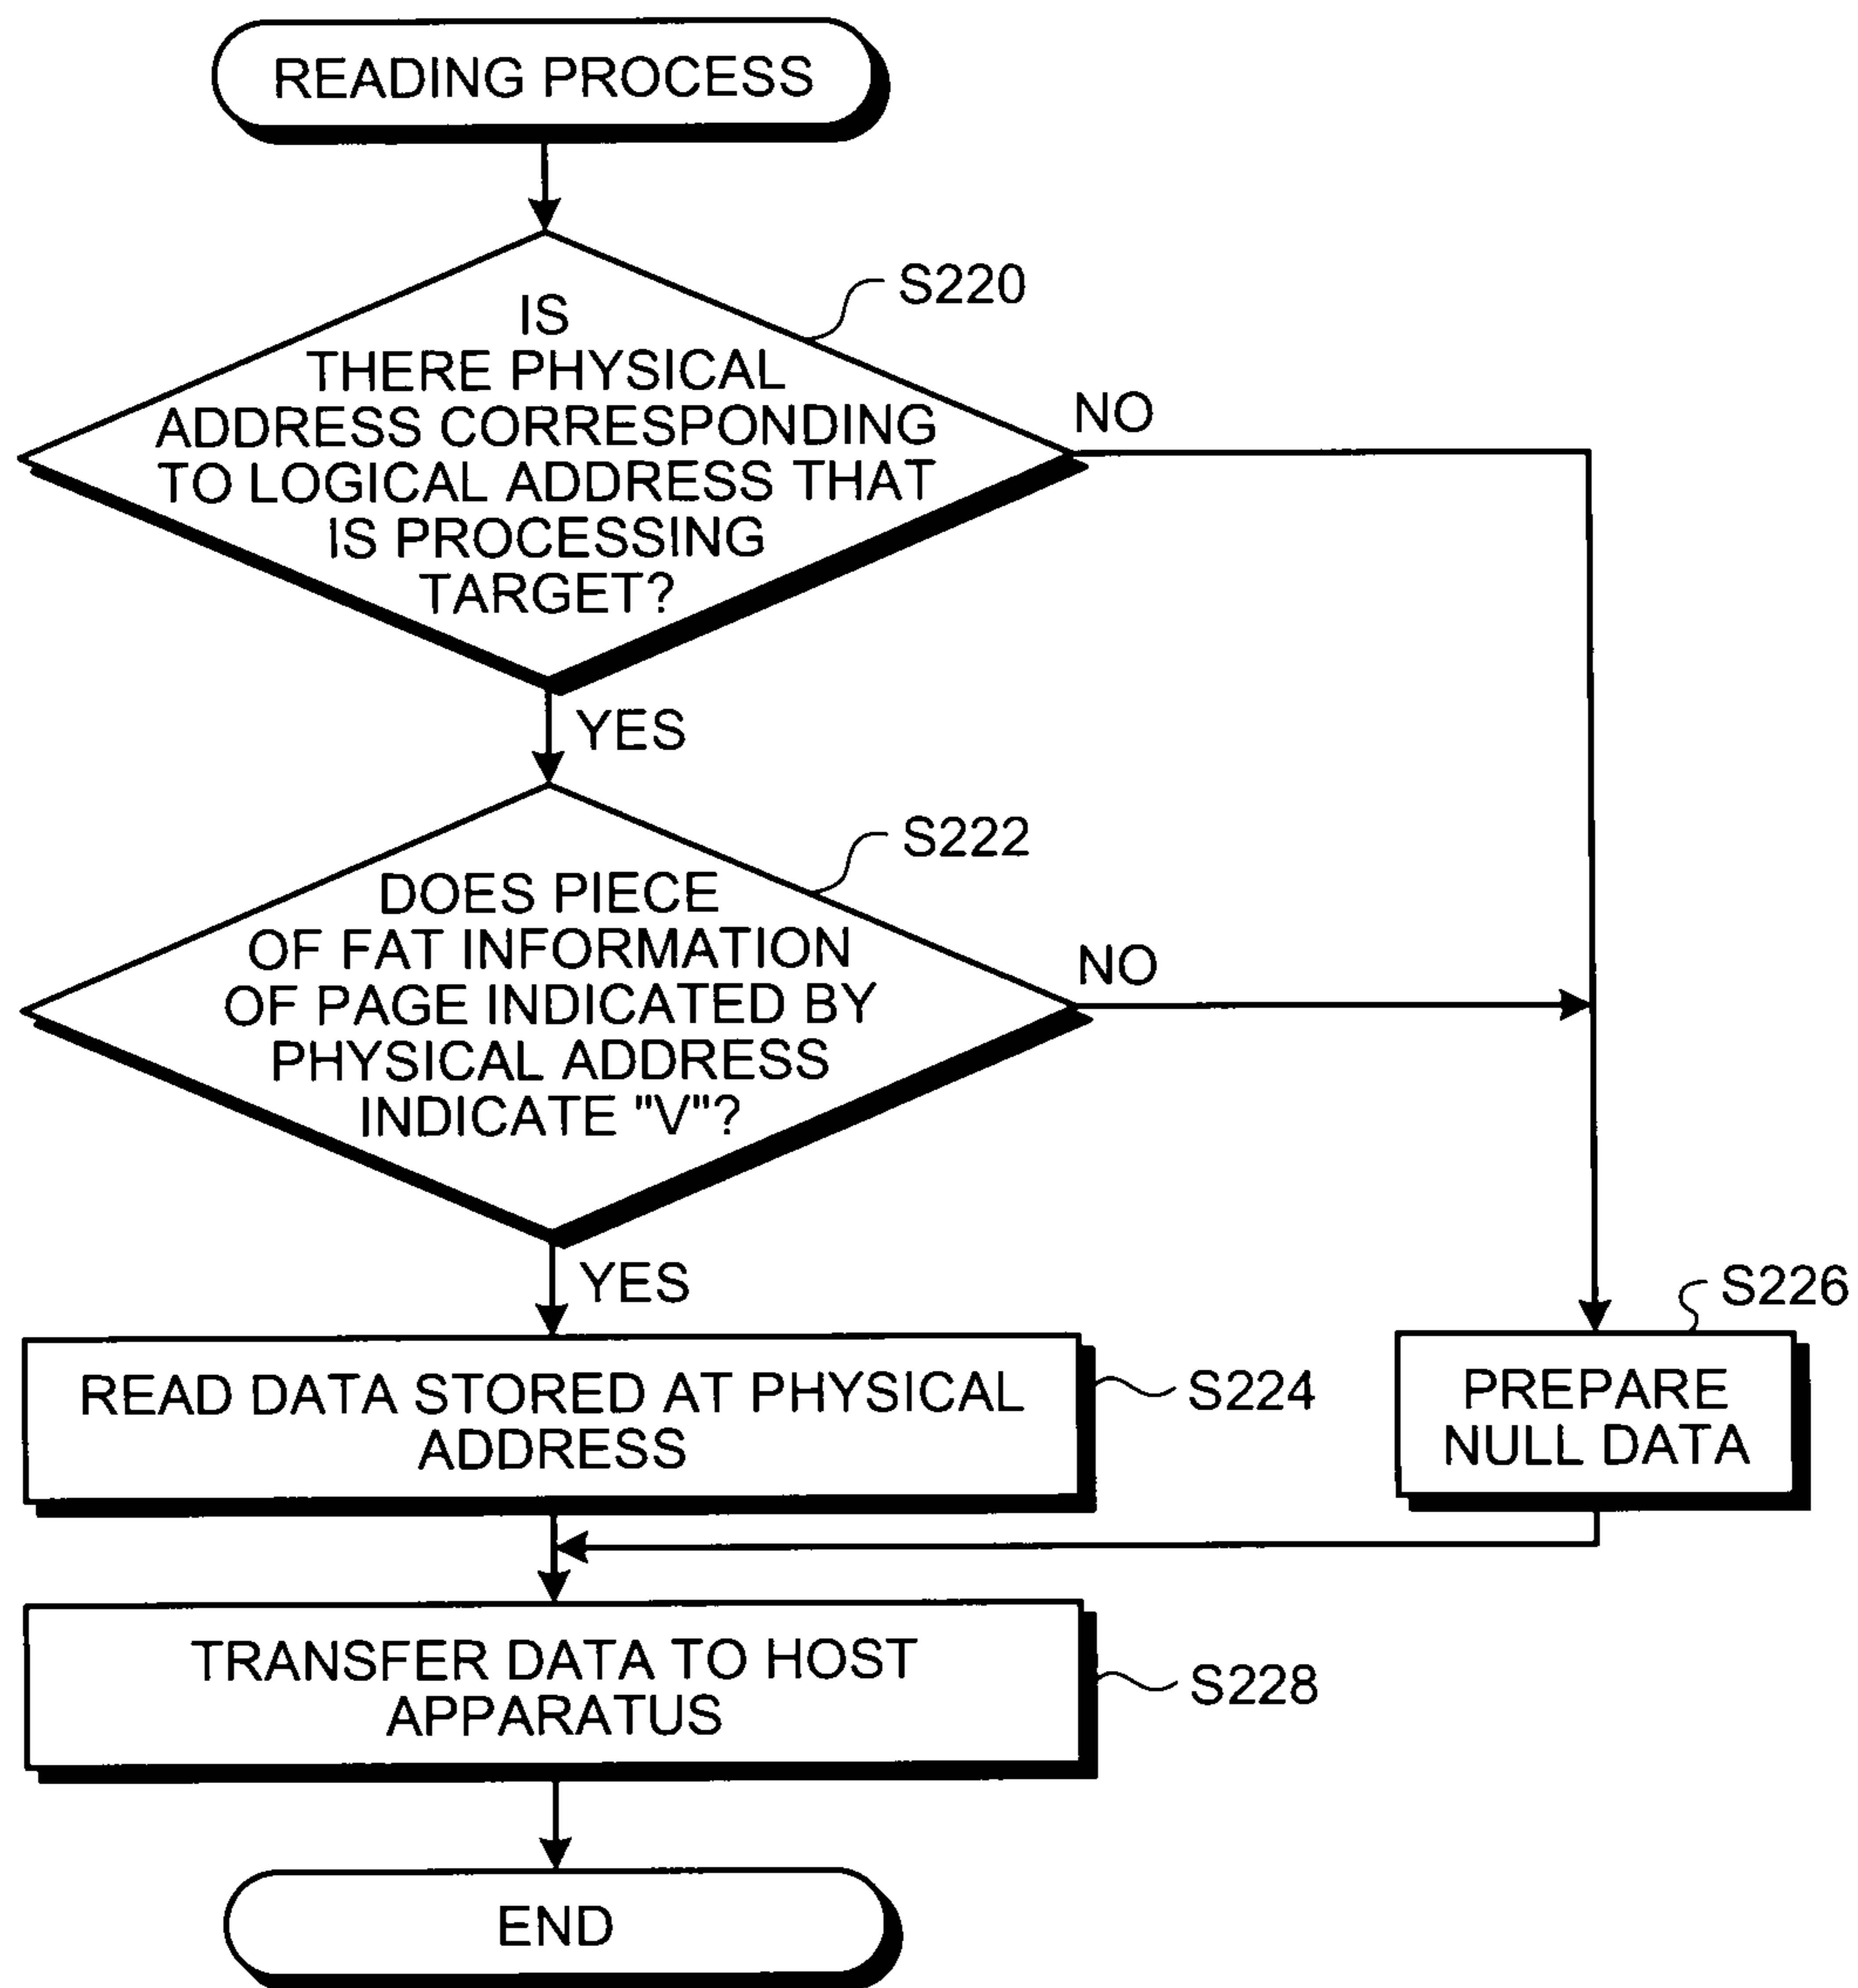 READING PROCESS
S220
IS
THERE PHYSICAL
ADDRESS CORRESPONDING
TO LOGICAL ADDRESS THAT
IS PROCESSING
TARGET?
NO
YES
S222
DOES PIECE
OF FAT INFORMATION
OF PAGE INDICATED BY
PHYSICAL ADDRESS
INDICATE "V"?
NO
YES
READ DATA STORED AT PHYSICAL
ADDRESS
S224
S226
PREPARE
NULL DATA
TRANSFER DATA TO HOST
APPARATUS
S228
END